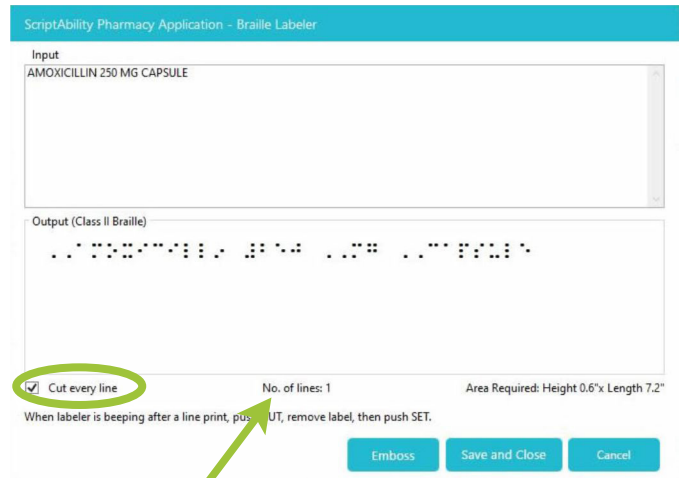 ScriptAbility Pharmacy Application - Braille Labeler
Input
AMOXICILLIN 250 MG CAPSULE
Output (Class II Braille)
⠠⠠⠁⠍⠕⠭⠊⠉⠊⠇⠇⠔ ⠼⠃⠑⠚ ⠠⠠⠍⠛ ⠠⠠⠉⠁⠏⠎⠥⠇⠑
Cut every line No. of lines: 1 Area Required: Height 0.6"x Length 7.2"
When labeler is beeping after a line print, push CUT, remove label, then push SET.
Emboss Save and Close Cancel